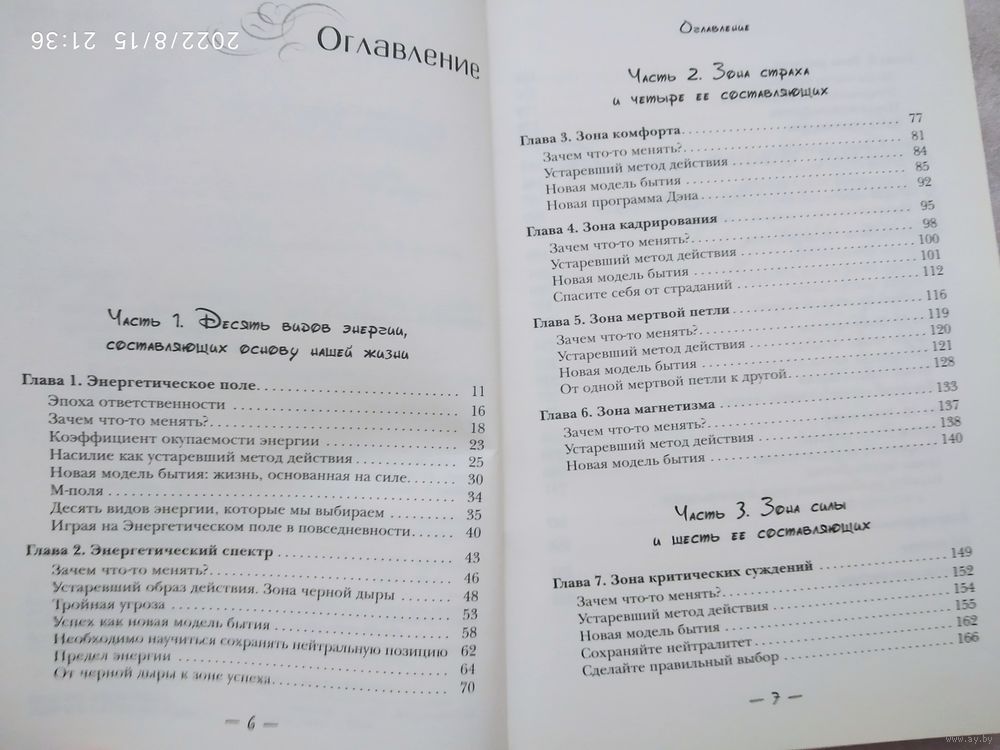 2022/8/15 21:36
Оглавление
Часть 1. Десять видов энергии,
составляющих основу нашей жизни
Глава 1. Энергетическое поле. . . . . . . . . . 11
Эпоха ответственности . . . . . . . . . . 16
Зачем что-то менять?. . . . . . . . . . 18
Коэффициент окупаемости энергии . . . . . . . . . . 23
Насилие как устаревший метод действия . . . . . . . . . . 25
Новая модель бытия: жизнь, основанная на силе. . . . . 30
М-поля . . . . . . . . . . 34
Десять видов энергии, которые мы выбираем . . . . . . . . 35
Играя на Энергетическом поле в повседневности. . . . . 40
Глава 2. Энергетический спектр . . . . . . . . . . 43
Зачем что-то менять?. . . . . . . . . . 46
Устаревший образ действия. Зона черной дыры . . . . . . 48
Тройная угроза . . . . . . . . . . 53
Успех как новая модель бытия . . . . . . . . . . 58
Необходимо научиться сохранять нейтральную позицию 62
Предел энергии . . . . . . . . . . 64
От черной дыры к зоне успеха. . . . . . . . . . 70
— 6 —
Оглавление
Часть 2. Зона страха
и четыре ее составляющих
Глава 3. Зона комфорта. . . . . . . . . . 77
Зачем что-то менять?. . . . . . . . . . 81
Устаревший метод действия . . . . . . . . . . 84
Новая модель бытия . . . . . . . . . . 85
Новая программа Дэна. . . . . . . . . . 92
Глава 4. Зона кадрирования . . . . . . . . . . 95
Зачем что-то менять?. . . . . . . . . . 98
Устаревший метод действия . . . . . . . . . . 100
Новая модель бытия . . . . . . . . . . 101
Спасите себя от страданий . . . . . . . . . . 112
Глава 5. Зона мертвой петли . . . . . . . . . . 116
Зачем что-то менять?. . . . . . . . . . 119
Устаревший метод действия . . . . . . . . . . 120
Новая модель бытия . . . . . . . . . . 121
От одной мертвой петли к другой. . . . . . . . . . 128
Глава 6. Зона магнетизма . . . . . . . . . . 133
Зачем что-то менять?. . . . . . . . . . 137
Устаревший метод действия . . . . . . . . . . 138
Новая модель бытия . . . . . . . . . . 140
Часть 3. Зона силы
и шесть ее составляющих
Глава 7. Зона критических суждений . . . . . . . . . . 149
Зачем что-то менять?. . . . . . . . . . 152
Устаревший метод действия . . . . . . . . . . 154
Новая модель бытия . . . . . . . . . . 155
Сохраняйте нейтралитет . . . . . . . . . . 162
Сделайте правильный выбор . . . . . . . . . . 166
— 7 —
www.ay.by